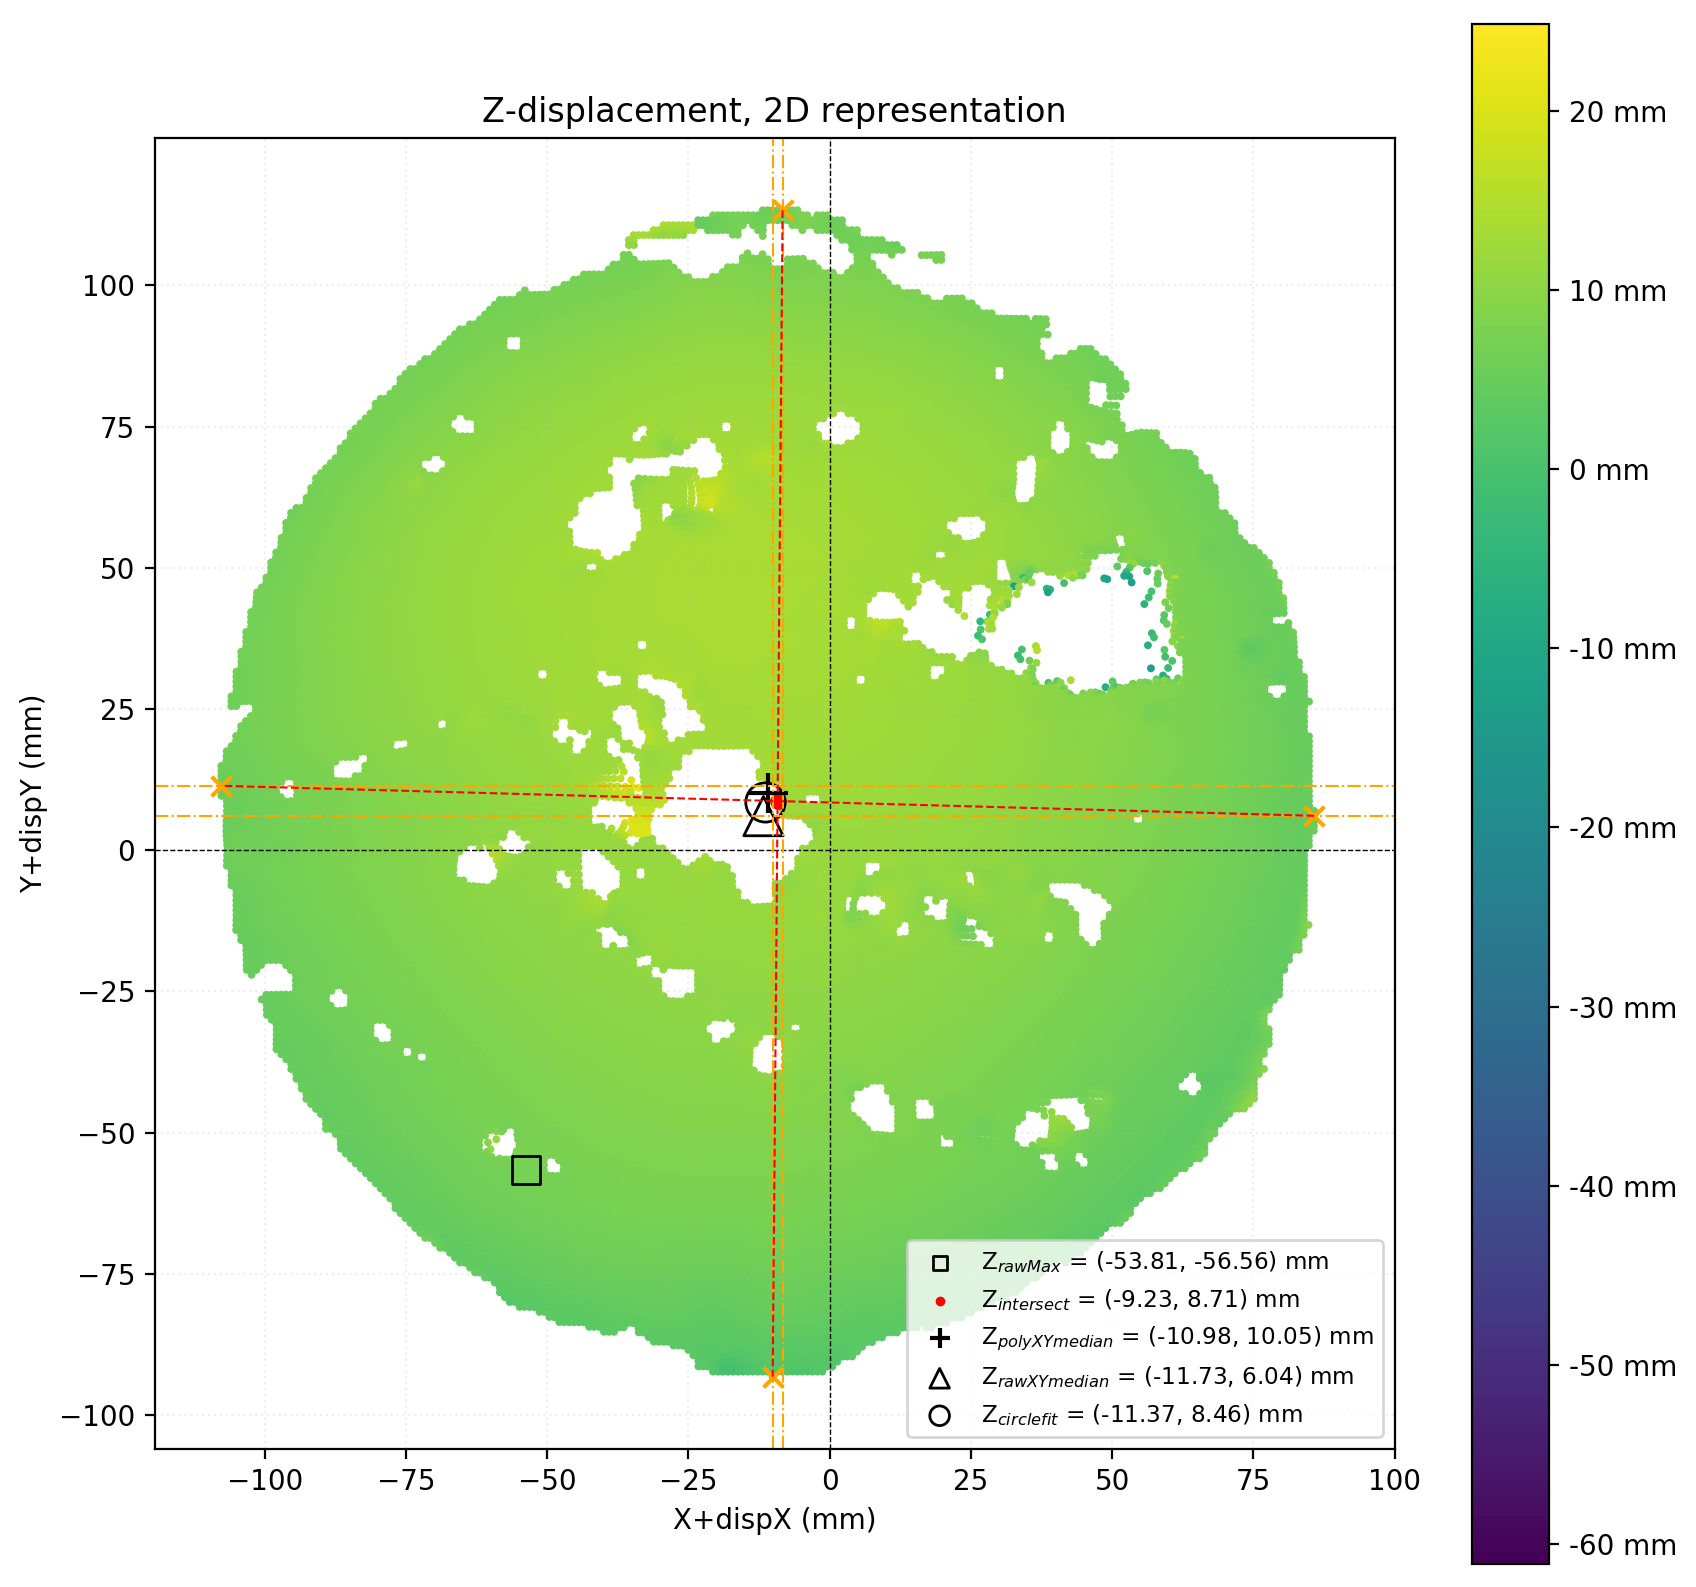 Z-displacement, 2D representation
20 mm
10 mm
0 mm
-10 mm
-20 mm
-30 mm
-40 mm
-50 mm
-60 mm
Y+dispY (mm)
100
75
50
25
0
−25
−50
−75
−100
−100
−75
−50
−25
0
25
50
75
100
X+dispX (mm)
Z_rawMax = (-53.81, -56.56) mm
Z_intersect = (-9.23, 8.71) mm
Z_polyXYmedian = (-10.98, 10.05) mm
Z_rawXYmedian = (-11.73, 6.04) mm
Z_circlefit = (-11.37, 8.46) mm